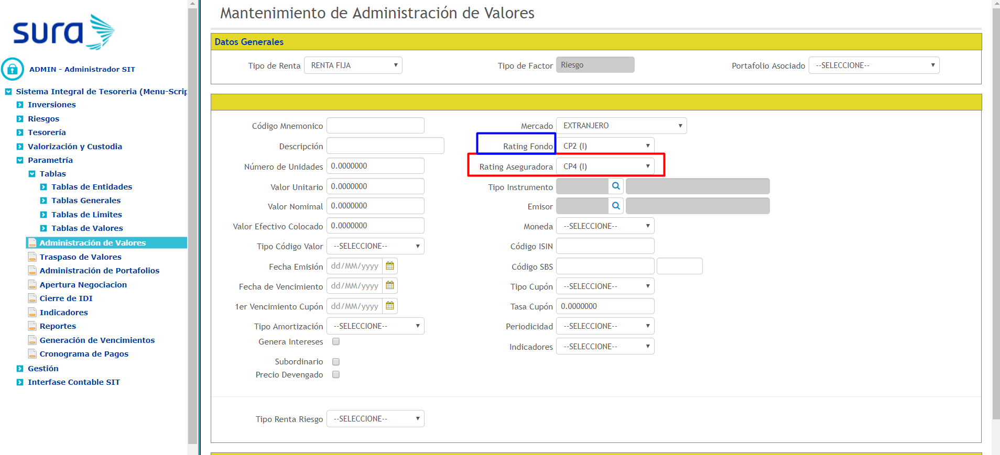 sura
ADMIN - Administrador SIT
Sistema Integral de Tesoreria (Menu-Scrip
Inversiones
Riesgos
Tesorería
Valorización y Custodia
Parametría
Tablas
Tablas de Entidades
Tablas Generales
Tablas de Limites
Tablas de Valores
Administración de Valores
Traspaso de Valores
Administración de Portafolios
Apertura Negociacion
Cierre de IDI
Indicadores
Reportes
Generación de Vencimientos
Cronograma de Pagos
Gestión
Interfase Contable SIT
Mantenimiento de Administración de Valores
Datos Generales
Tipo de Renta RENTA FIJA Tipo de Factor Riesgo Portafolio Asociado --SELECCIONE--
Código Mnemonico Mercado EXTRANJERO
Descripción Rating Fondo CP2 (I)
Número de Unidades 0.0000000 Rating Aseguradora CP4 (I)
Valor Unitario 0.0000000 Tipo Instrumento
Valor Nomimal 0.0000000 Emisor
Valor Efectivo Colocado 0.0000000 Moneda --SELECCIONE--
Tipo Código Valor --SELECCIONE-- Código ISIN
Fecha Emisión dd/MM/yyyy Código SBS
Fecha de Vencimiento dd/MM/yyyy Tipo Cupón --SELECCIONE--
1er Vencimiento Cupón dd/MM/yyyy Tasa Cupón 0.0000000
Tipo Amortización --SELECCIONE-- Periodicidad --SELECCIONE--
Genera Intereses Indicadores --SELECCIONE--
Subordinario
Precio Devengado
Tipo Renta Riesgo --SELECCIONE--